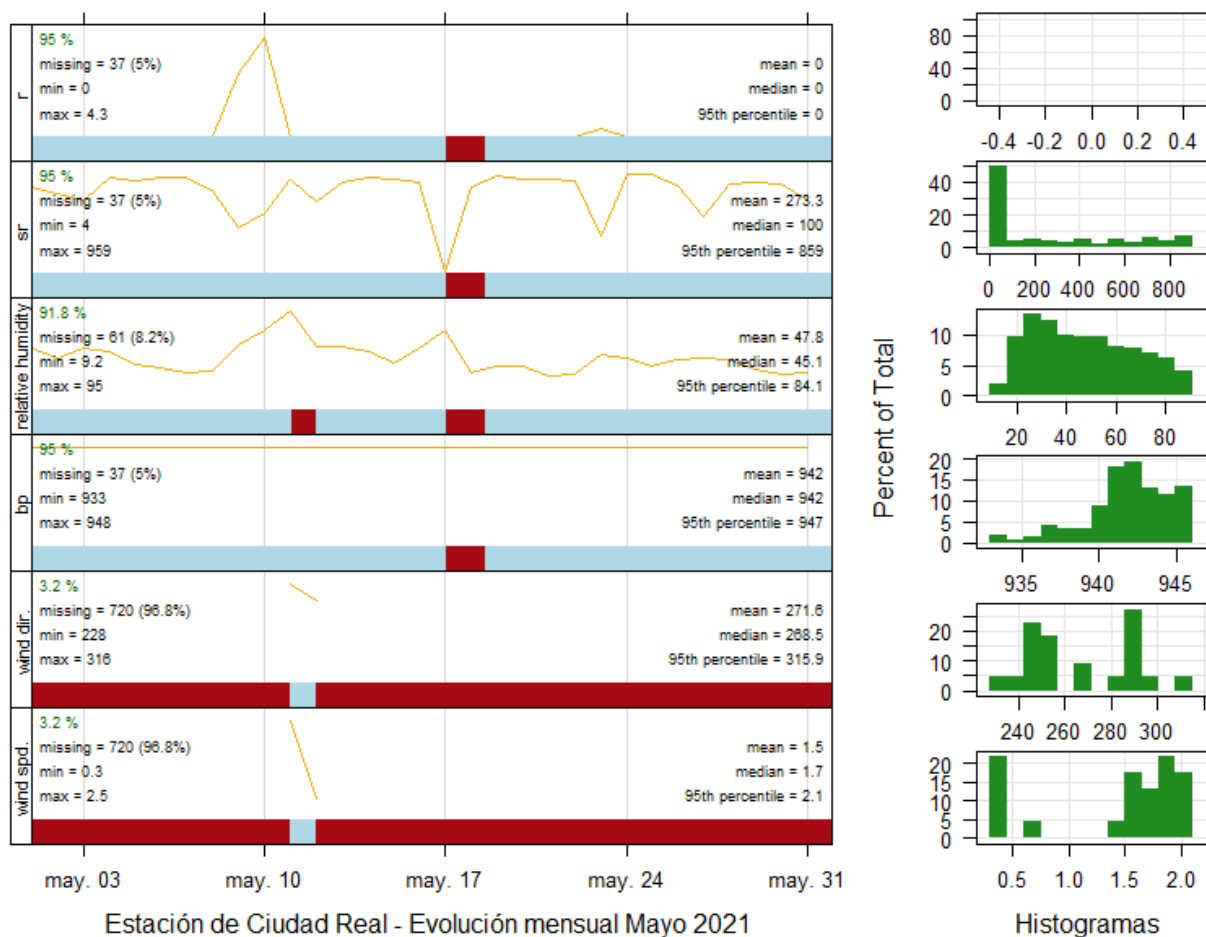 r
95 %
missing = 37 (5%)
min = 0
max = 4.3
mean = 0
median = 0
95th percentile = 0
sr
95 %
missing = 37 (5%)
min = 4
max = 959
mean = 273.3
median = 100
95th percentile = 859
relative humidity
91.8 %
missing = 61 (8.2%)
min = 9.2
max = 95
mean = 47.8
median = 45.1
95th percentile = 84.1
bp
95 %
missing = 37 (5%)
min = 933
max = 948
mean = 942
median = 942
95th percentile = 947
wind dir.
3.2 %
missing = 720 (96.8%)
min = 228
max = 316
mean = 271.6
median = 268.5
95th percentile = 315.9
wind spd.
3.2 %
missing = 720 (96.8%)
min = 0.3
max = 2.5
mean = 1.5
median = 1.7
95th percentile = 2.1
may. 03 may. 10 may. 17 may. 24 may. 31
Estación de Ciudad Real - Evolución mensual Mayo 2021
Percent of Total
80
40
0
-0.4 -0.2 0.0 0.2 0.4
40
20
0
0 200 400 600 800
10
5
0
20 40 60 80
20
15
10
5
0
935 940 945
20
10
5
0
240 260 280 300
20
15
10
5
0
0.5 1.0 1.5 2.0
Histogramas